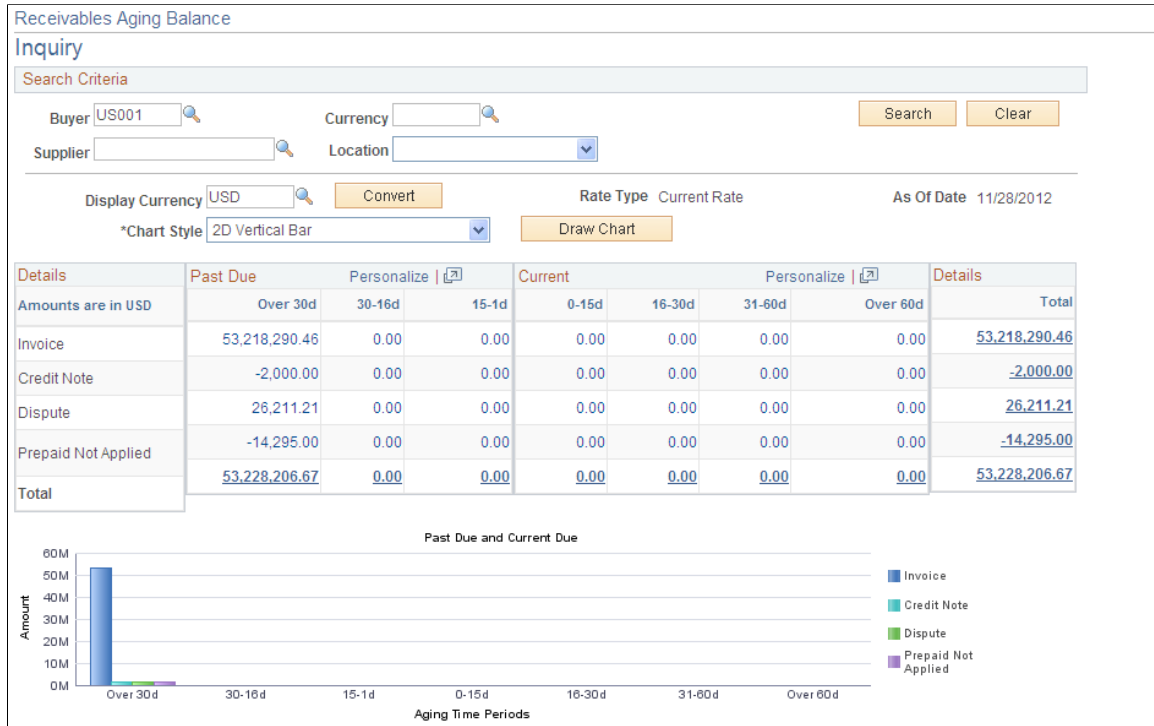 Receivables Aging Balance
Inquiry
Search Criteria
Buyer US001 Currency Search Clear
Supplier Location
Display Currency USD Convert Rate Type Current Rate As Of Date 11/28/2012
*Chart Style 2D Vertical Bar Draw Chart
Details Past Due Personalize | Current Personalize | Details
Amounts are in USD Over 30d 30-16d 15-1d 0-15d 16-30d 31-60d Over 60d Total
Invoice 53,218,290.46 0.00 0.00 0.00 0.00 0.00 0.00 53,218,290.46
Credit Note -2,000.00 0.00 0.00 0.00 0.00 0.00 0.00 -2,000.00
Dispute 26,211.21 0.00 0.00 0.00 0.00 0.00 0.00 26,211.21
Prepaid Not Applied -14,295.00 0.00 0.00 0.00 0.00 0.00 0.00 -14,295.00
Total 53,228,206.67 0.00 0.00 0.00 0.00 0.00 0.00 53,228,206.67
Past Due and Current Due
60M
50M
40M
30M
20M
10M
0M
Amount
Over 30d 30-16d 15-1d 0-15d 16-30d 31-60d Over 60d
Aging Time Periods
Invoice
Credit Note
Dispute
Prepaid Not
Applied